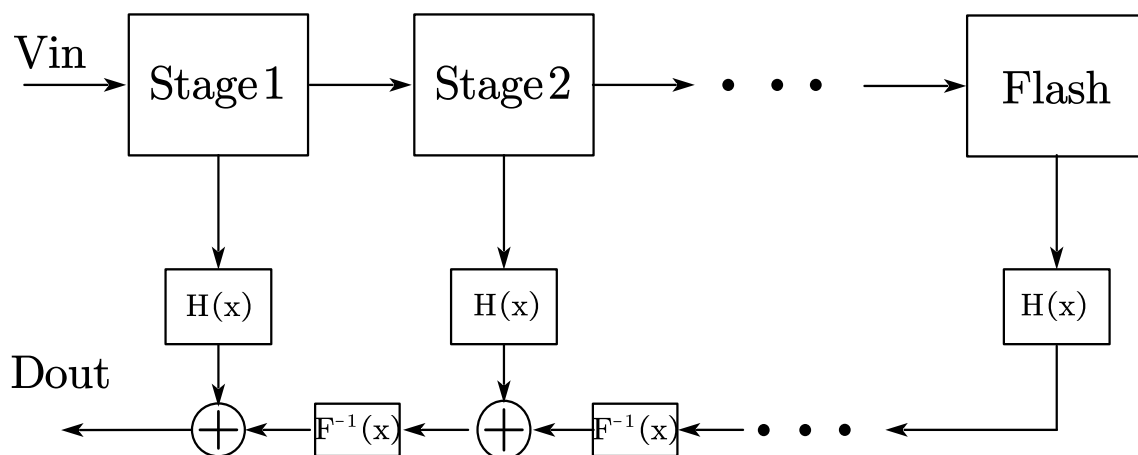 Vin
Stage1
Stage2
Flash
H(x)
H(x)
H(x)
Dout
F⁻¹(x)
F⁻¹(x)